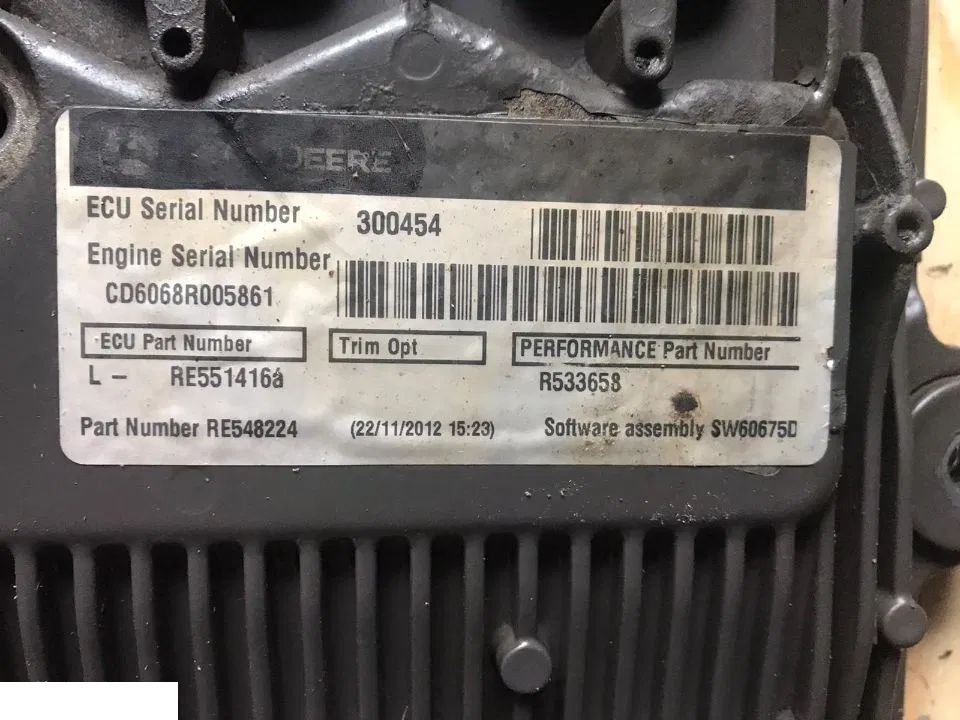 DEERE
ECU Serial Number 300454
Engine Serial Number
CD6068R005861
ECU Part Number Trim Opt PERFORMANCE Part Number
L - RE551416a R533658
Part Number RE548224 (22/11/2012 15:23) Software assembly SW60675D